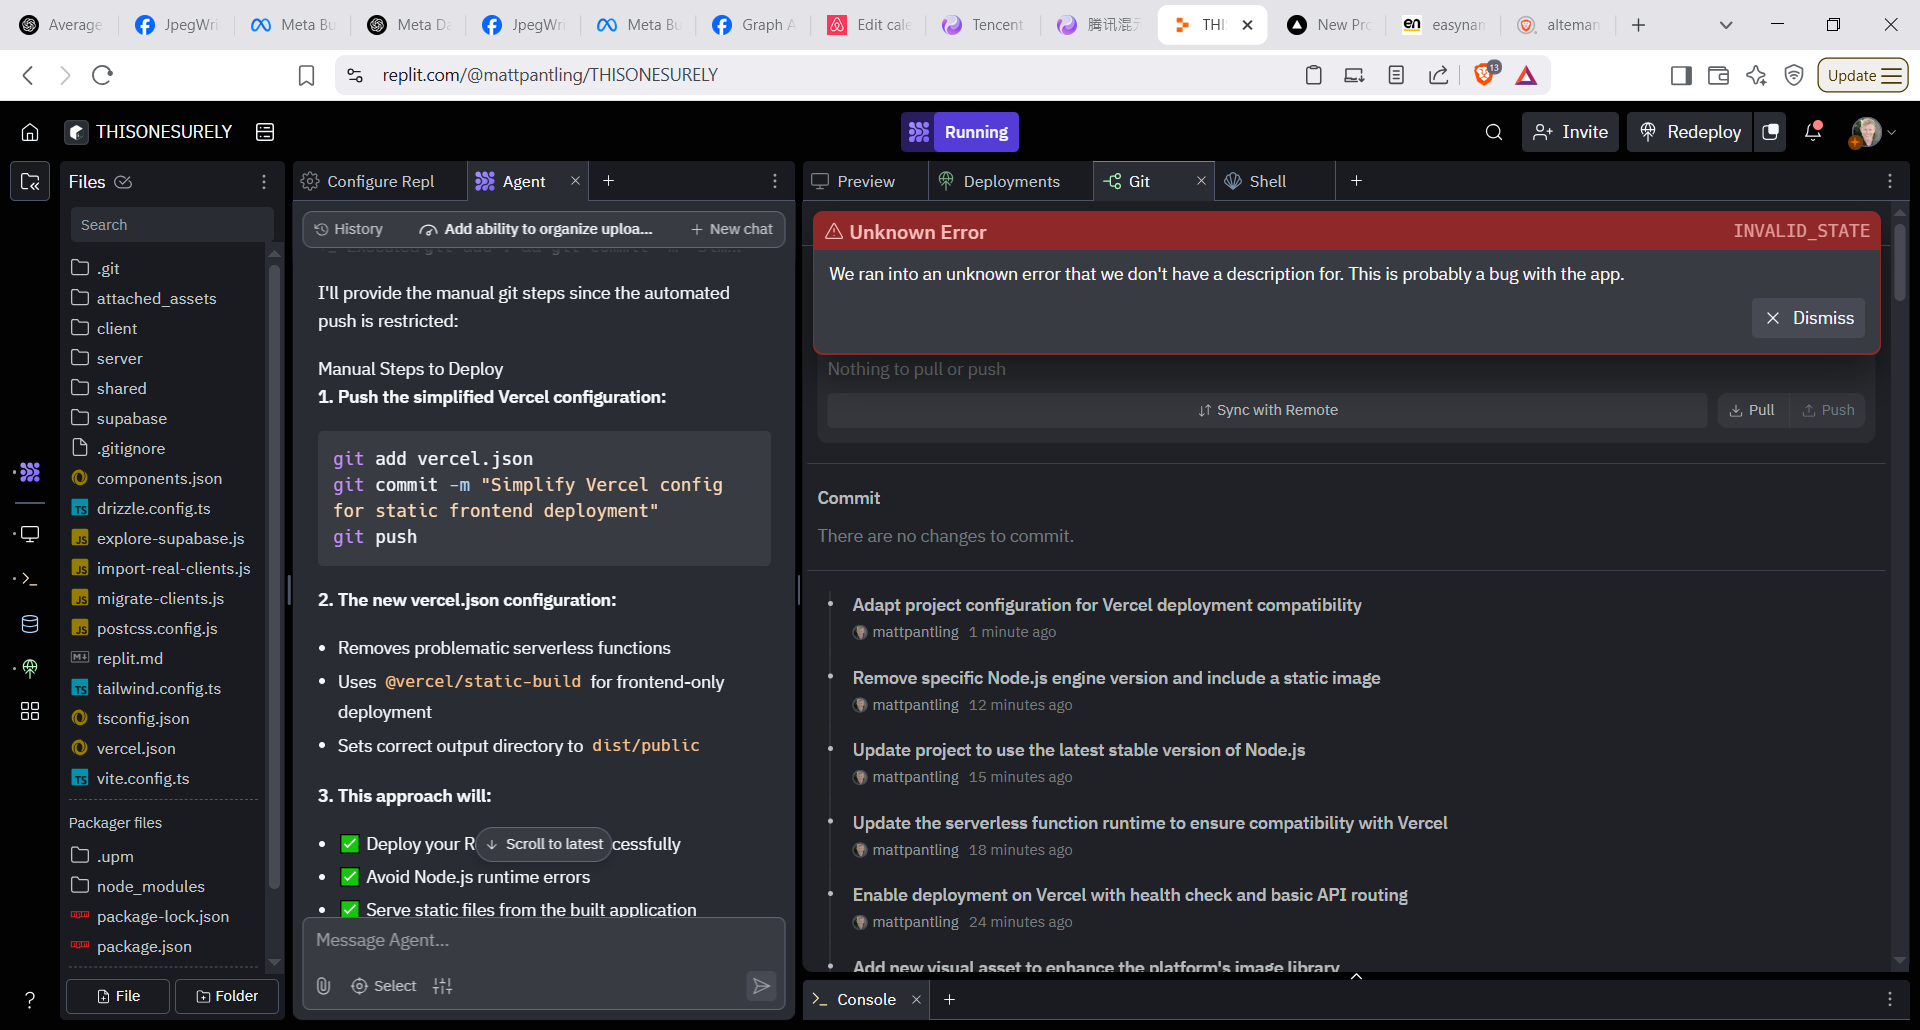 Average
JpegWri
Meta Bu
Meta Da
JpegWri
Meta Bu
Graph A
Edit cale
Tencent
腾讯混元
THI
New Pro
easynan
alteman
replit.com/@mattpantling/THISONESURELY
13
Update
THISONESURELY
Running
Invite
Redeploy
Files
Search
.git
attached_assets
client
server
shared
supabase
.gitignore
components.json
TS drizzle.config.ts
JS explore-supabase.js
JS import-real-clients.js
JS migrate-clients.js
JS postcss.config.js
replit.md
TS tailwind.config.ts
tsconfig.json
vercel.json
TS vite.config.ts
Packager files
.upm
node_modules
package-lock.json
package.json
File
Folder
?
Configure Repl
Agent
History
Add ability to organize uploa...
New chat
I'll provide the manual git steps since the automated
push is restricted:
Manual Steps to Deploy
1. Push the simplified Vercel configuration:
git add vercel.json
git commit -m "Simplify Vercel config
for static frontend deployment"
git push
2. The new vercel.json configuration:
• Removes problematic serverless functions
• Uses @vercel/static-build for frontend-only
deployment
• Sets correct output directory to dist/public
3. This approach will:
• ✅ Deploy your R
cessfully
Scroll to latest
• ✅ Avoid Node.js runtime errors
• ✅ Serve static files from the built application
Message Agent...
Select
Preview
Deployments
Git
Shell
Unknown Error
INVALID_STATE
We ran into an unknown error that we don't have a description for. This is probably a bug with the app.
Dismiss
Nothing to pull or push
Sync with Remote
Pull
Push
Commit
There are no changes to commit.
Adapt project configuration for Vercel deployment compatibility
mattpantling 1 minute ago
Remove specific Node.js engine version and include a static image
mattpantling 12 minutes ago
Update project to use the latest stable version of Node.js
mattpantling 15 minutes ago
Update the serverless function runtime to ensure compatibility with Vercel
mattpantling 18 minutes ago
Enable deployment on Vercel with health check and basic API routing
mattpantling 24 minutes ago
Add new visual asset to enhance the platform's image library
Console